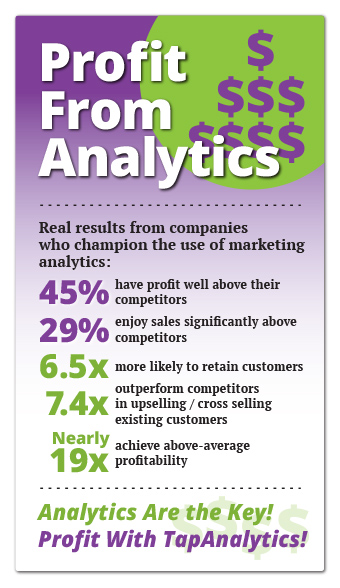 $
$$$
$$$$
Profit
From
Analytics
Real results from companies
who champion the use of marketing
analytics:
45% have profit well above their
competitors
29% enjoy sales significantly above
competitors
6.5x more likely to retain customers
7.4x outperform competitors
in upselling / cross selling
existing customers
Nearly
19x achieve above-average
profitability
$$$$
Analytics Are the Key!
Profit With TapAnalytics!